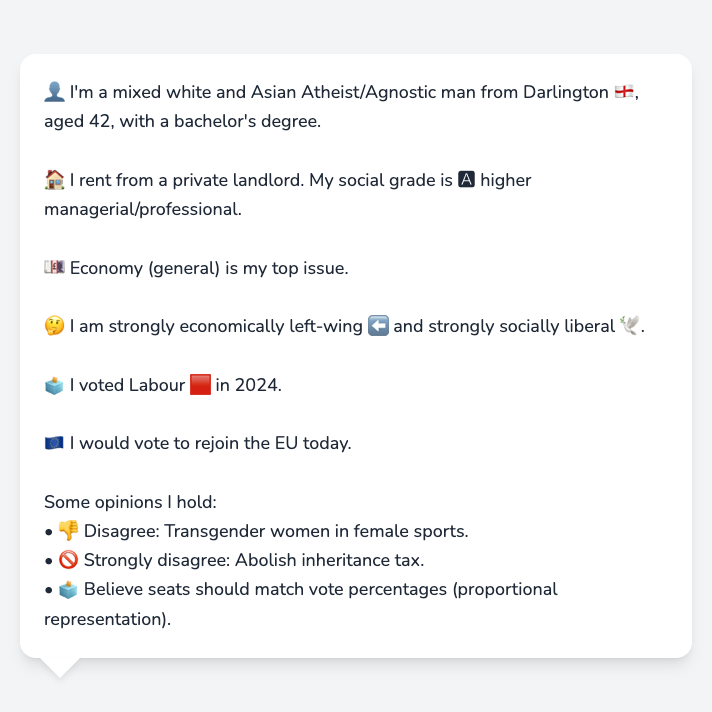 👤 I'm a mixed white and Asian Atheist/Agnostic man from Darlington 🏴󠁧󠁢󠁥󠁮󠁧󠁿,
aged 42, with a bachelor's degree.
🏠 I rent from a private landlord. My social grade is 🅰 higher
managerial/professional.
💷 Economy (general) is my top issue.
🤔 I am strongly economically left-wing ⬅️ and strongly socially liberal 🕊️.
🗳️ I voted Labour 🟥 in 2024.
🇪🇺 I would vote to rejoin the EU today.
Some opinions I hold:
• 👎 Disagree: Transgender women in female sports.
• 🚫 Strongly disagree: Abolish inheritance tax.
• 🗳️ Believe seats should match vote percentages (proportional
representation).